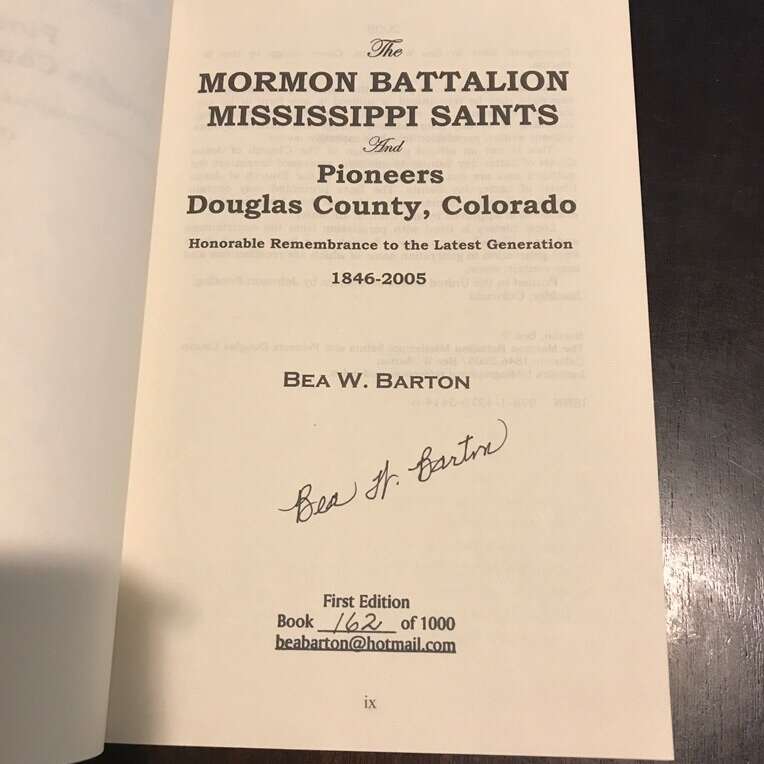 The
MORMON BATTALION
MISSISSIPPI SAINTS
And
Pioneers
Douglas County, Colorado
Honorable Remembrance to the Latest Generation
1846-2005
BEA W. BARTON
Bea W. Barton
First Edition
Book 162 of 1000
beabarton@hotmail.com
ix